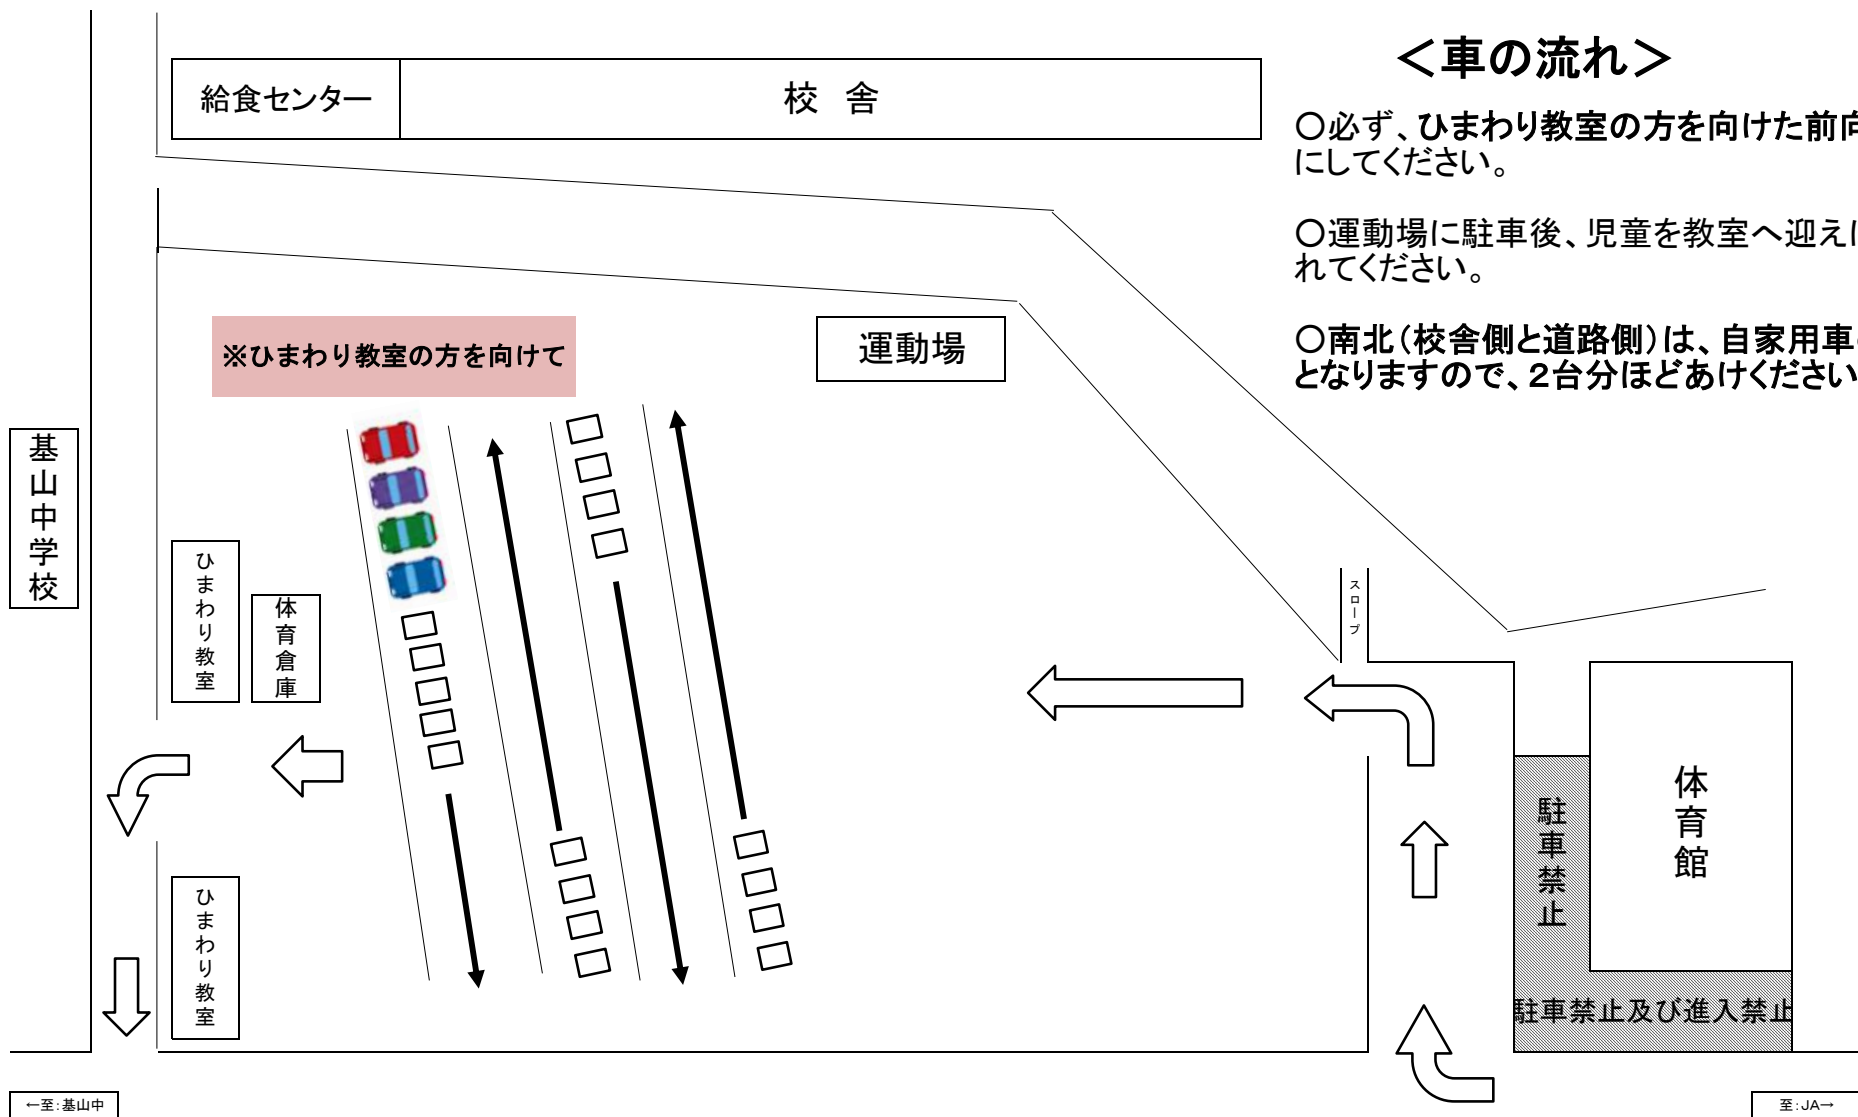 ＜車の流れ＞
給食センター
校　舎
○必ず、ひまわり教室の方を向けた前向
にしてください。
○運動場に駐車後、児童を教室へ迎えに
れてください。
○南北（校舎側と道路側）は、自家用車
となりますので、２台分ほどあけください
※ひまわり教室の方を向けて
運動場
基山中学校
ひまわり教室
体育倉庫
スロープ
駐車禁止
体育館
ひまわり教室
駐車禁止及び進入禁止
←至：基山中
至：JA→